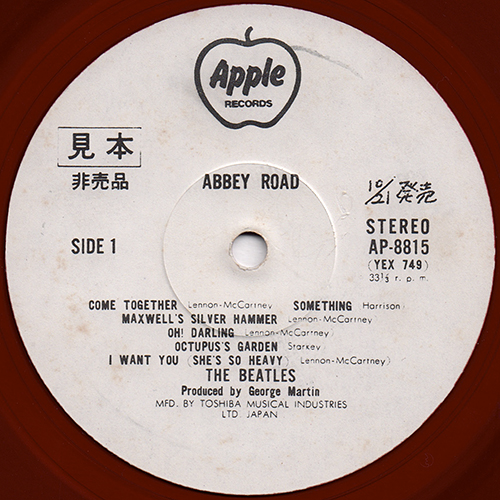 Apple
RECORDS
見本
非売品
ABBEY ROAD
10/21 発売
SIDE 1
STEREO
AP-8815
(YEX 749)
33⅓ r. p. m.
COME TOGETHER Lennon-McCartney SOMETHING Harrison)
MAXWELL'S SILVER HAMMER Lennon-McCartney
OH! DARLING Lennon-McCartney
OCTUPUS'S GARDEN Starkey)
I WANT YOU (SHE'S SO HEAVY) Lennon-McCartney)
THE BEATLES
Produced by George Martin
MFD. BY TOSHIBA MUSICAL INDUSTRIES
LTD. JAPAN